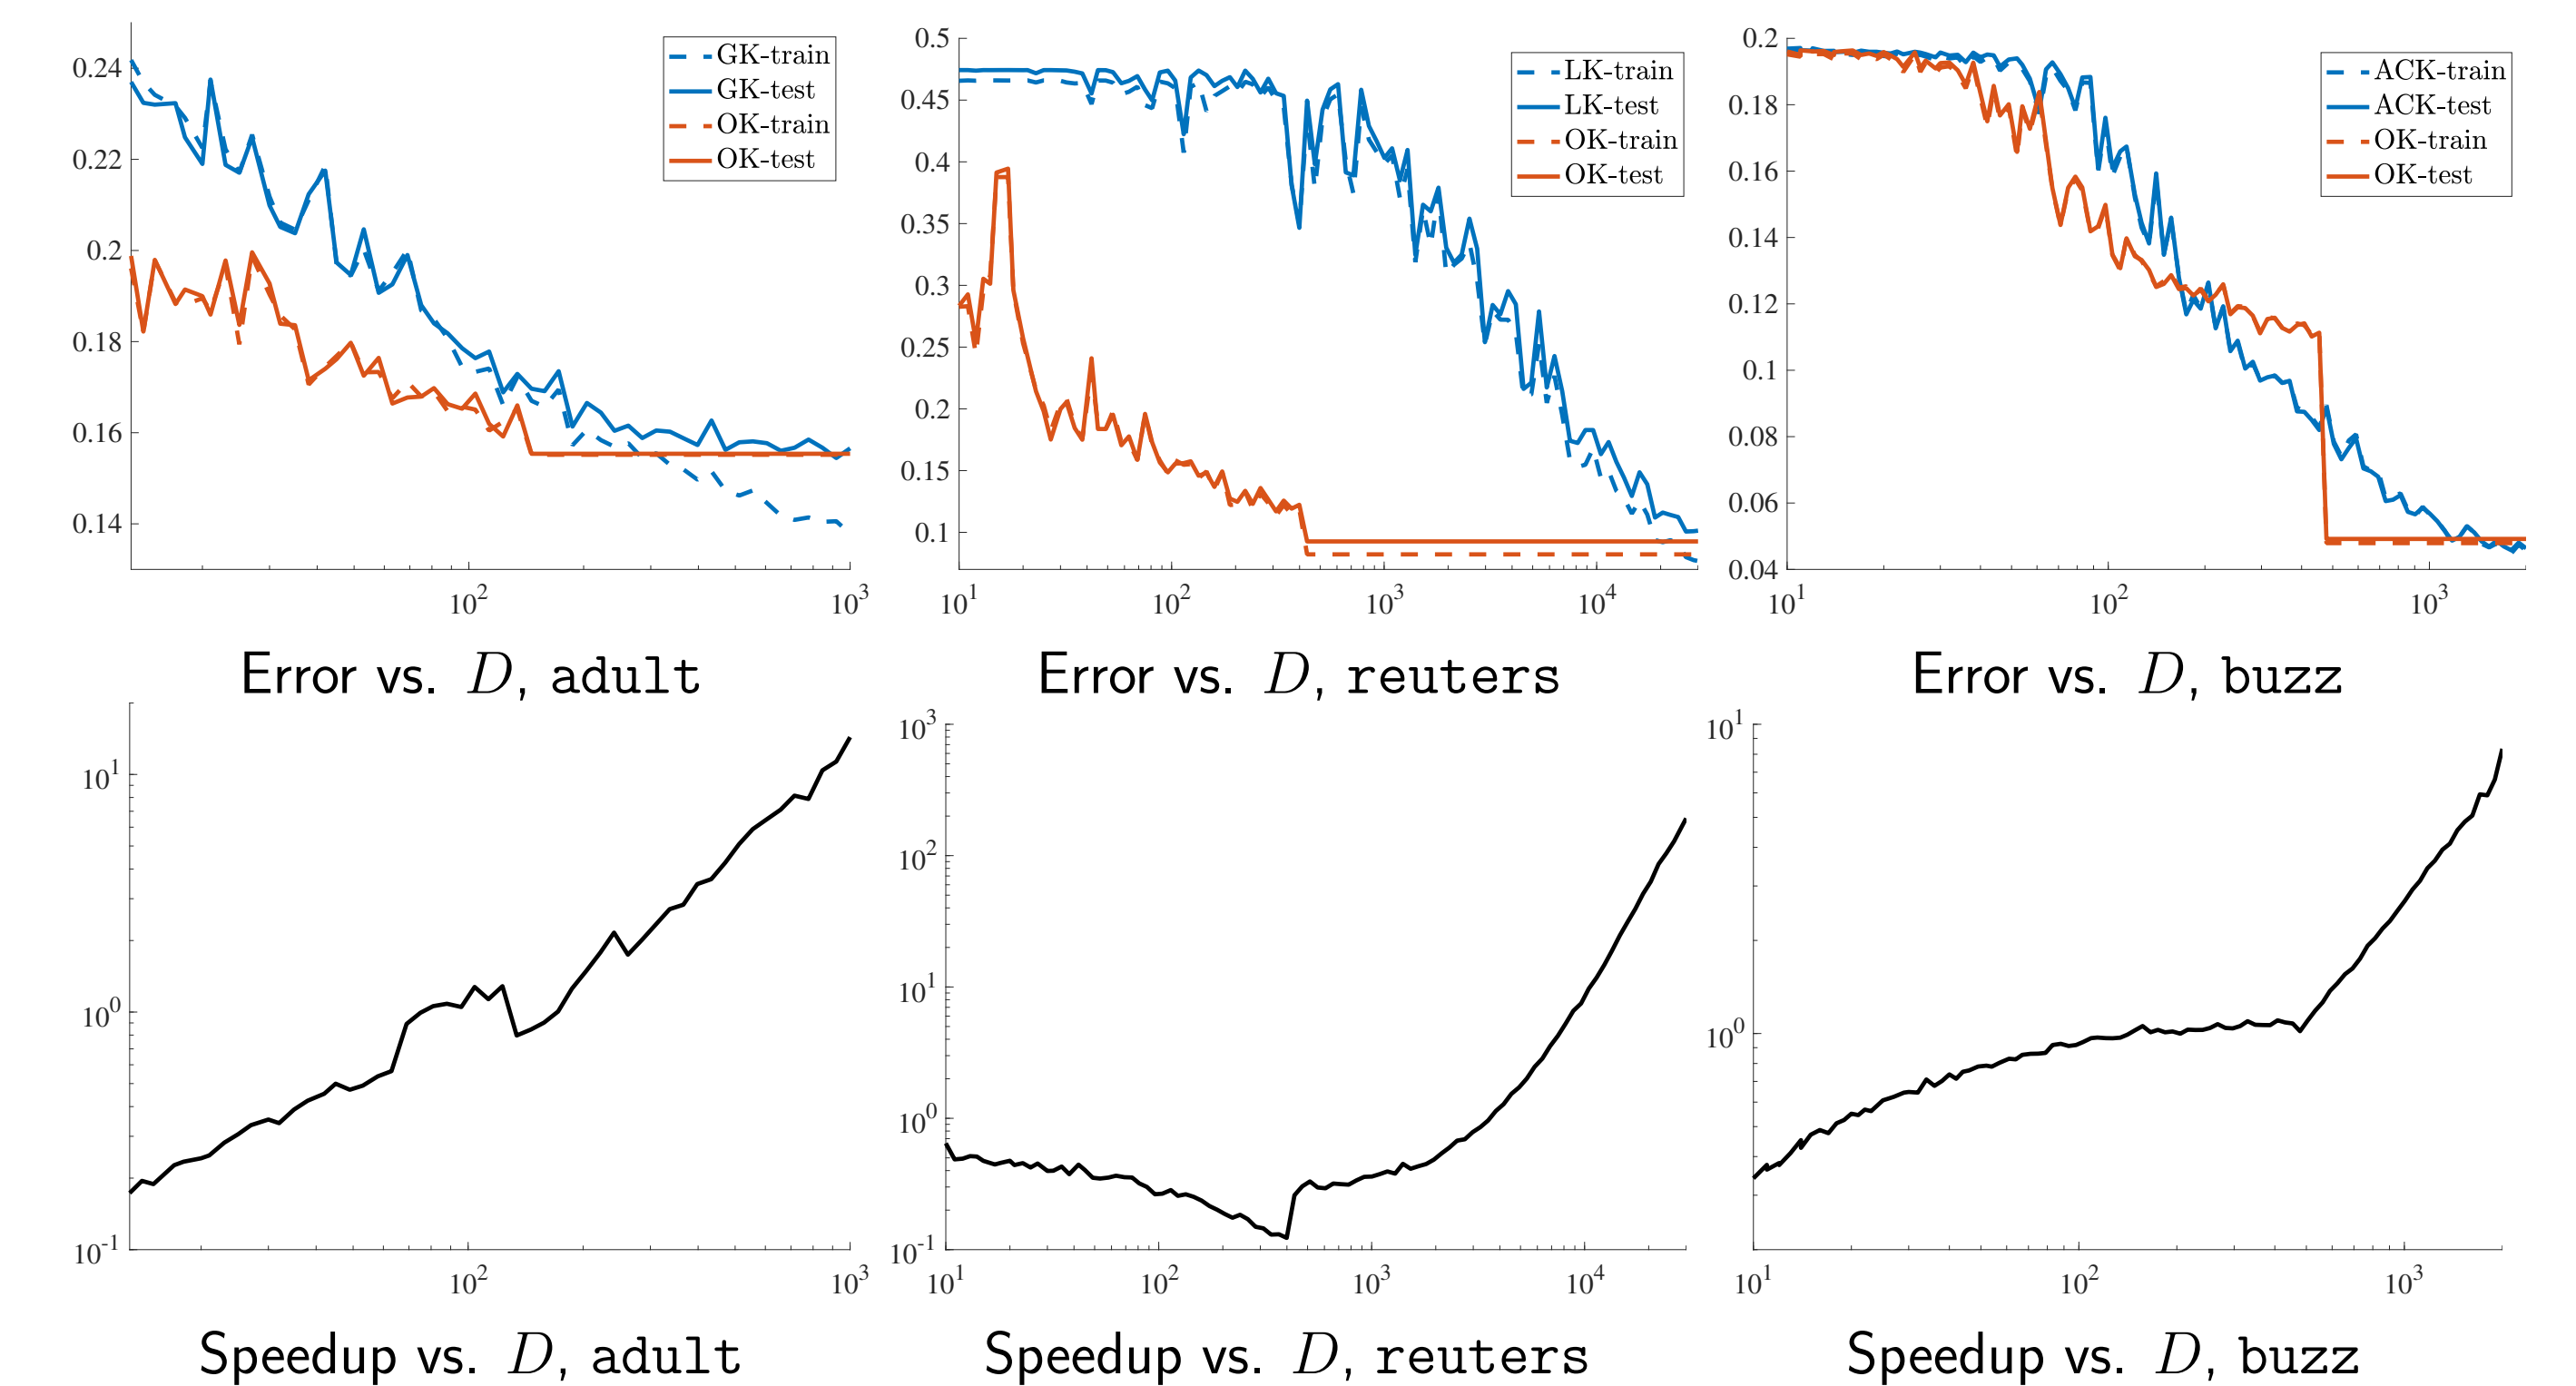 0.24
0.22
0.2
0.18
0.16
0.14
10^2
10^3
GK-train
GK-test
OK-train
OK-test
Error vs. D, adult
0.5
0.45
0.4
0.35
0.3
0.25
0.2
0.15
0.1
10^1
10^2
10^3
10^4
LK-train
LK-test
OK-train
OK-test
Error vs. D, reuters
0.2
0.18
0.16
0.14
0.12
0.1
0.08
0.06
0.04
10^1
10^2
10^3
ACK-train
ACK-test
OK-train
OK-test
Error vs. D, buzz
10^1
10^0
10^-1
10^2
10^3
Speedup vs. D, adult
10^3
10^2
10^1
10^0
10^-1
10^1
10^2
10^3
10^4
Speedup vs. D, reuters
10^1
10^0
10^1
10^2
10^3
Speedup vs. D, buzz